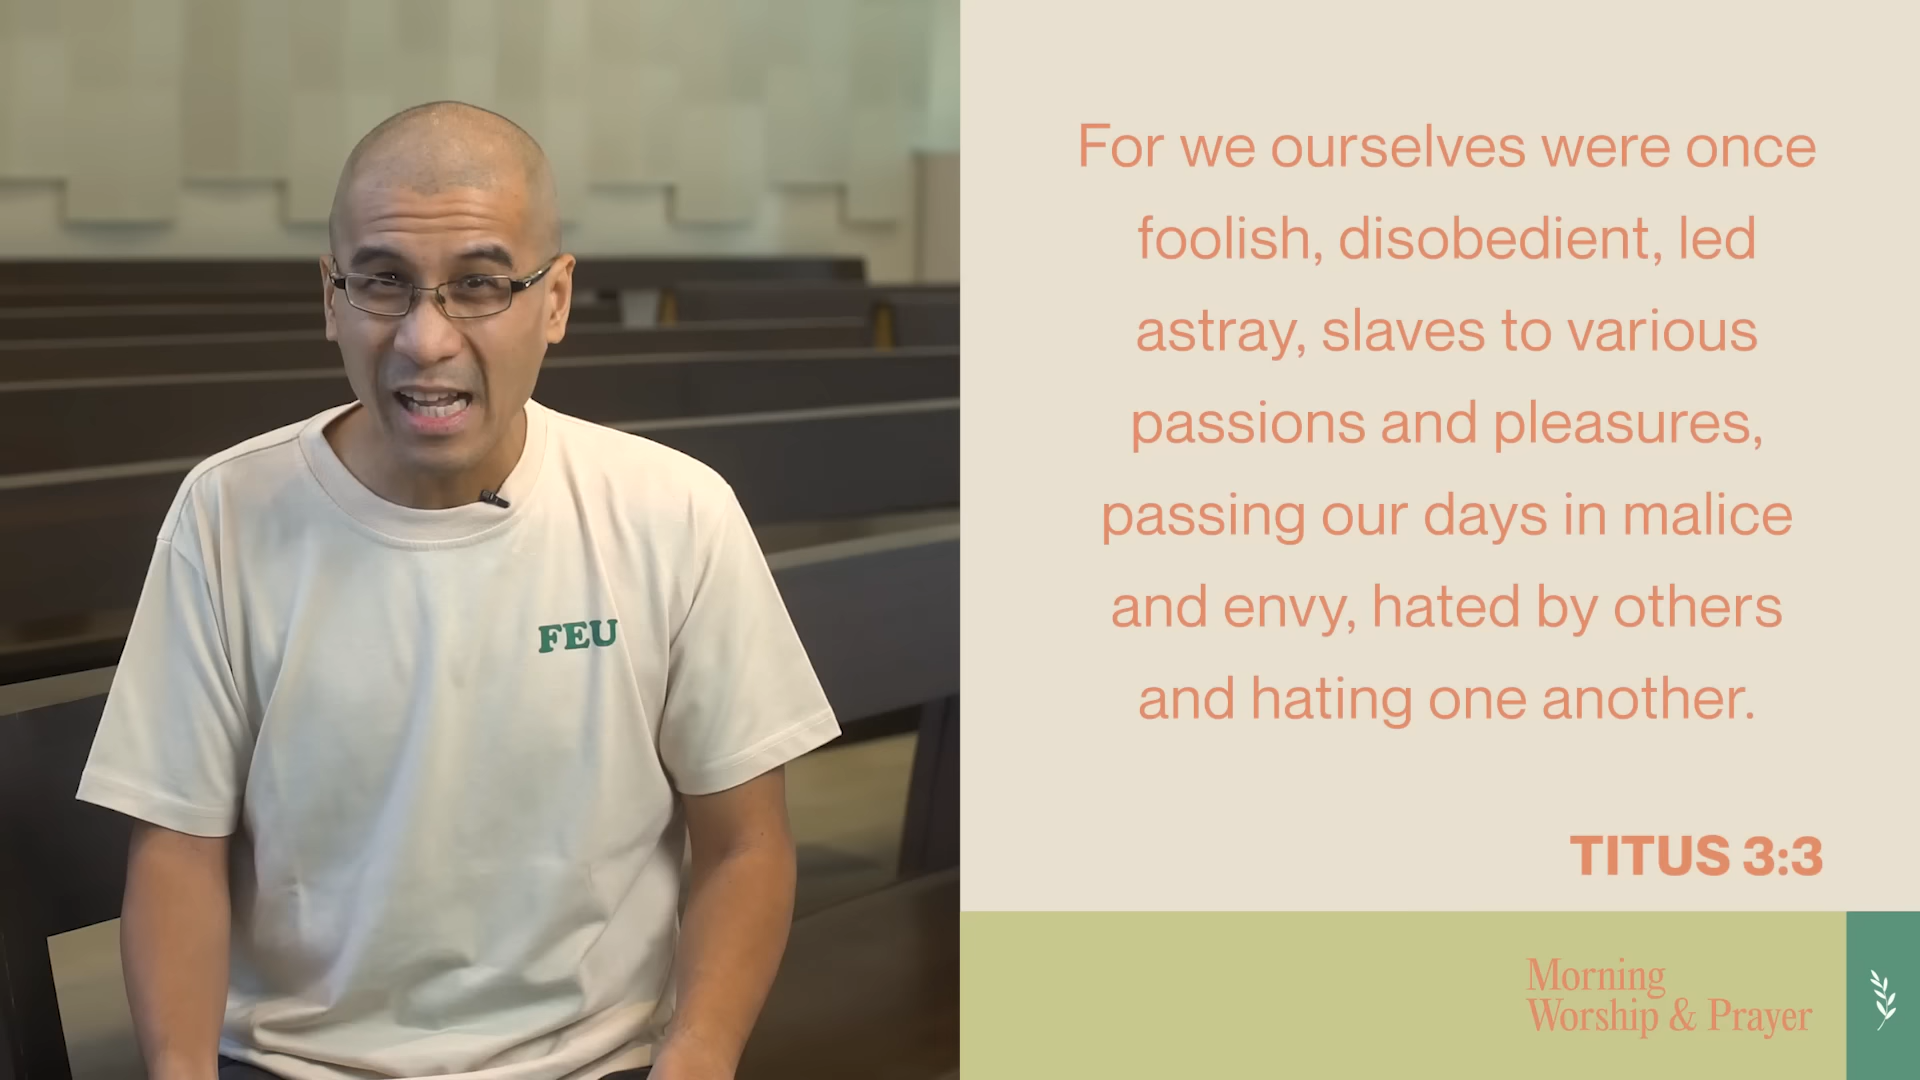 FEU
For we ourselves were once
foolish, disobedient, led
astray, slaves to various
passions and pleasures,
passing our days in malice
and envy, hated by others
and hating one another.
TITUS 3:3
Morning
Worship & Prayer